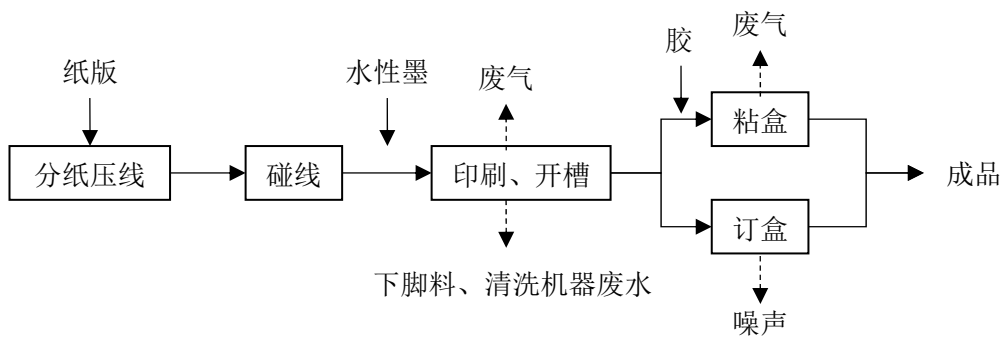 废气
胶
纸版
水性墨
废气
粘盒
分纸压线
碰线
印刷、开槽
成品
订盒
下脚料、清洗机器废水
噪声